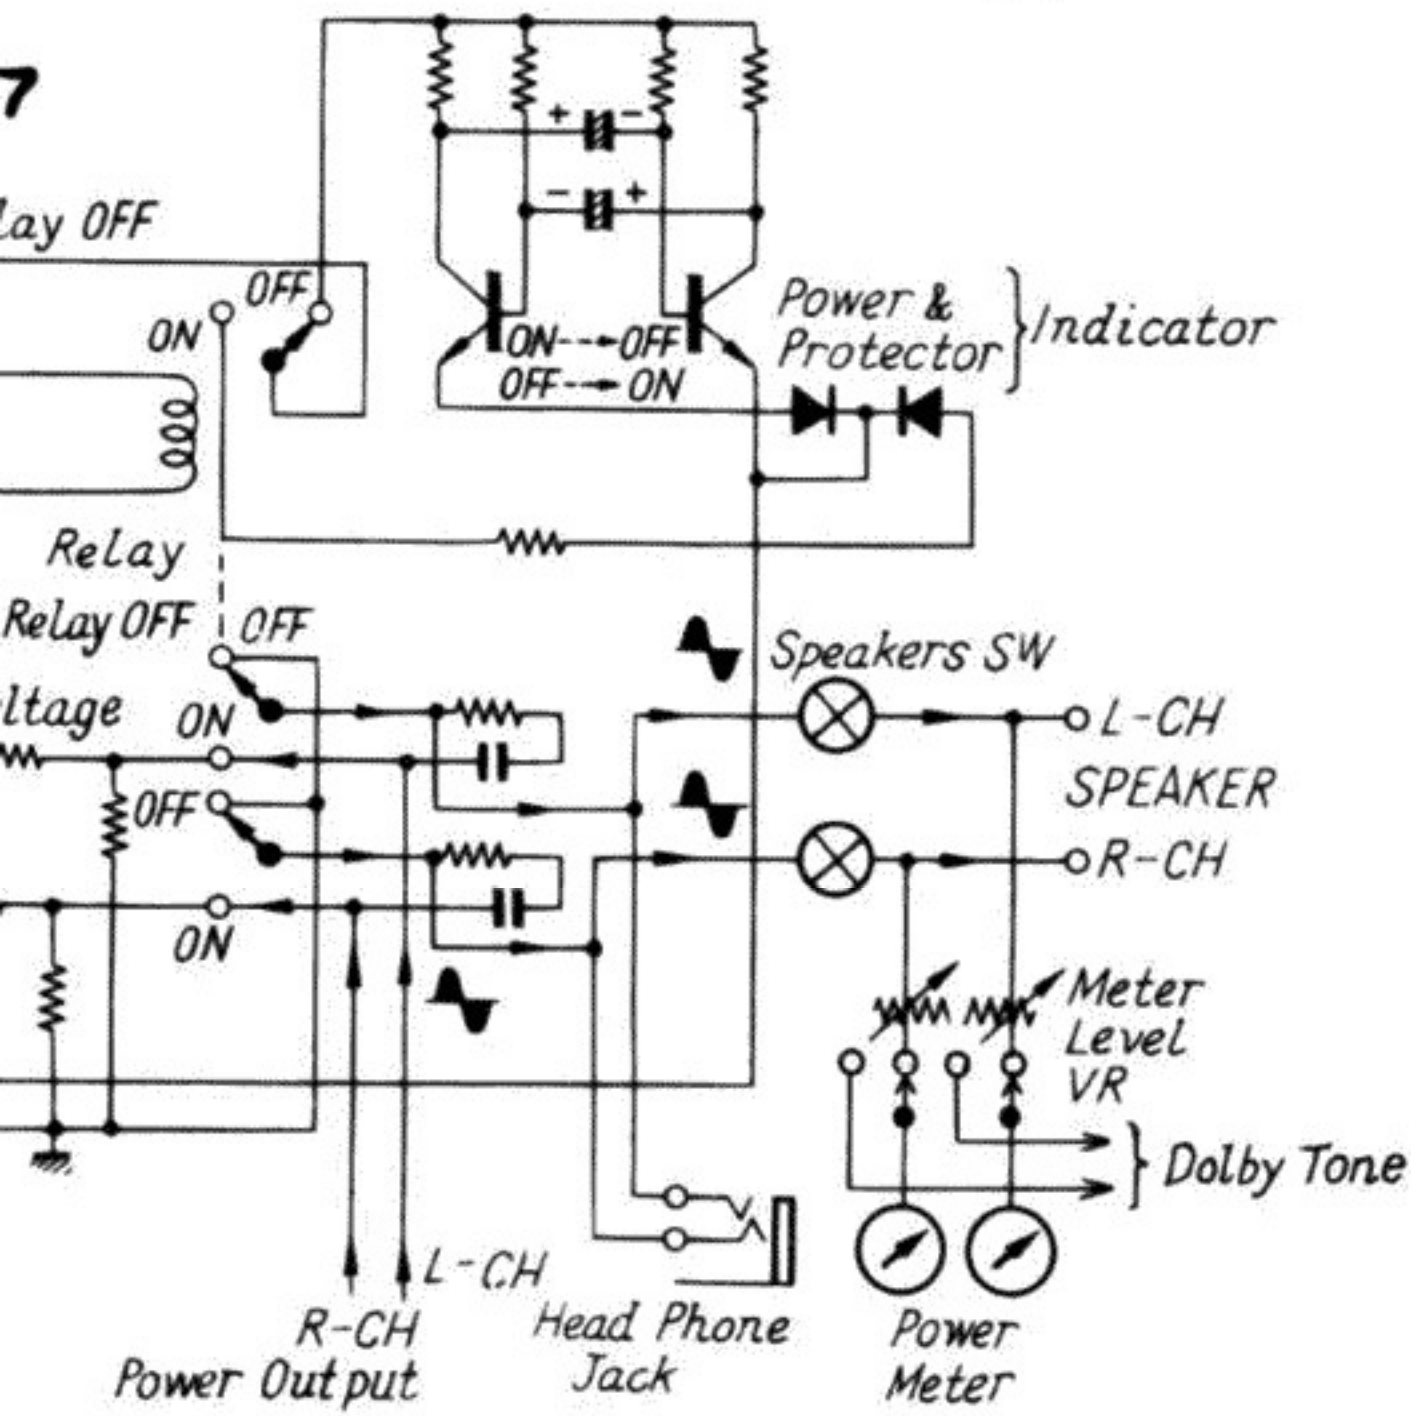 7
lay OFF
OFF
ON
+ −
− +
ON--→OFF
OFF--→ON
Power &
Protector
Indicator
Relay
Relay OFF
OFF
ltage
ON
OFF
ON
Speakers SW
L-CH
SPEAKER
R-CH
Meter
Level
VR
Dolby Tone
L-CH
R-CH
Power Output
Head Phone
Jack
Power
Meter